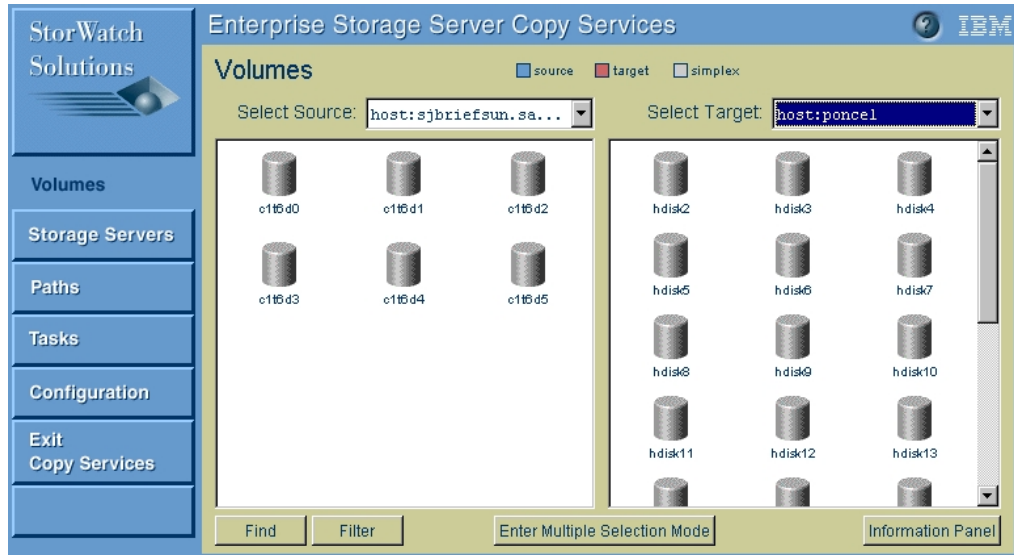 StorWatch
Solutions
Enterprise Storage Server Copy Services
? IBM
Volumes
source target simplex
Select Source: host:sjbriefsun.sa...
Select Target: host:poncel
Volumes
Storage Servers
Paths
Tasks
Configuration
Exit
Copy Services
c1t6d0 c1t6d1 c1t6d2
c1t6d3 c1t6d4 c1t6d5
hdisk2 hdisk3 hdisk4
hdisk5 hdisk6 hdisk7
hdisk8 hdisk9 hdisk10
hdisk11 hdisk12 hdisk13
Find Filter Enter Multiple Selection Mode Information Panel